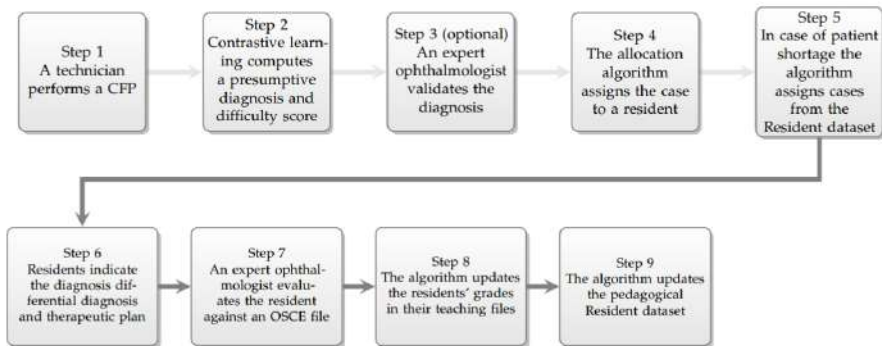 Step 1
A technician
performs a CFP
Step 2
Contrastive lear-
ning computes
a presumptive
diagnosis and
difficulty score
Step 3 (optional)
An expert
ophthalmologist
validates the
diagnosis
Step 4
The allocation
algorithm
assigns the case
to a resident
Step 5
In case of patient
shortage the
algorithm
assigns cases
from the
Resident dataset
Step 6
Residents indicate
the diagnosis dif-
ferential diagnosis
and therapeutic plan
Step 7
An expert ophthal-
mologist evalu-
ates the resident
against an OSCE file
Step 8
The algorithm updates
the residents' grades
in their teaching files
Step 9
The algorithm updates
the pedagogical
Resident dataset